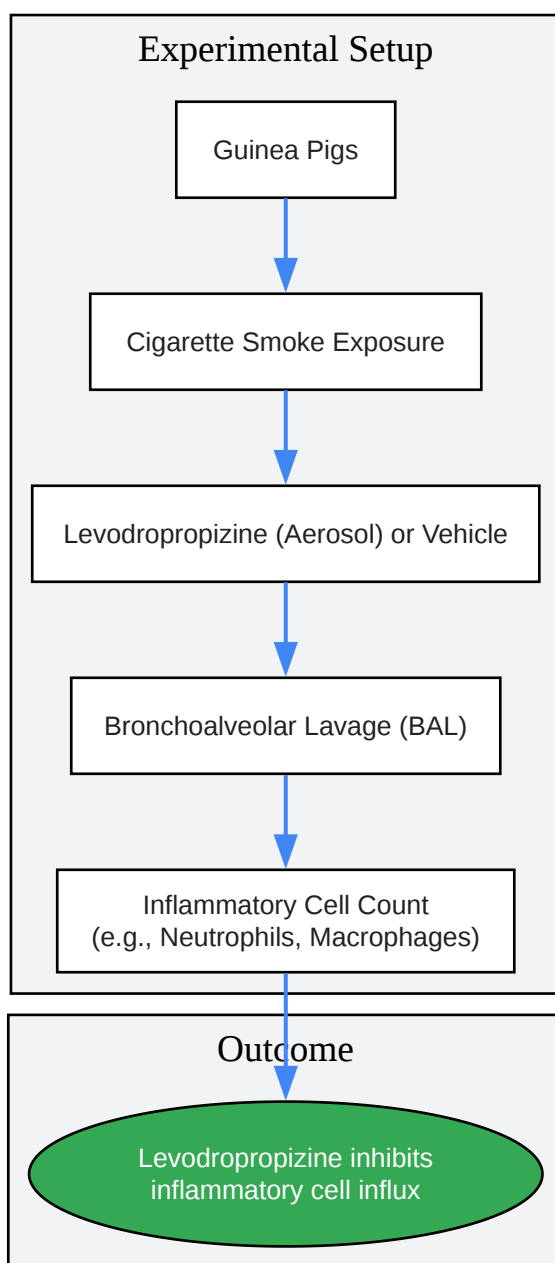 Experimental Setup
Guinea Pigs
Cigarette Smoke Exposure
Levodropropizine (Aerosol) or Vehicle
Bronchoalveolar Lavage (BAL)
Inflammatory Cell Count
(e.g., Neutrophils, Macrophages)
Outcome
Levodropropizine inhibits
inflammatory cell influx